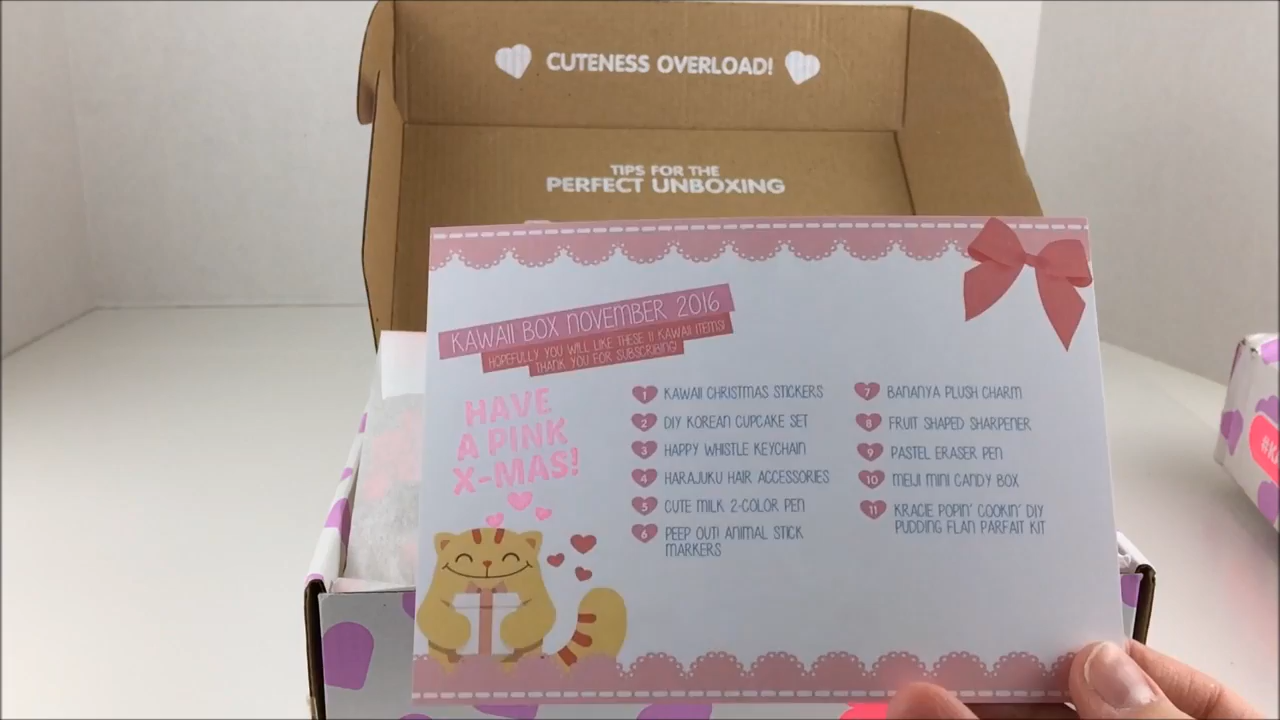 CUTENESS OVERLOAD!
TIPS FOR THE
PERFECT UNBOXING
KAWAII BOX NOVEMBER 2016
HOPEFULLY YOU WILL LIKE THESE 11 KAWAII ITEMS!
THANK YOU FOR SUBSCRIBING!
HAVE
A PINK
X-MAS!
1 KAWAII CHRISTMAS STICKERS
2 DIY KOREAN CUPCAKE SET
3 HAPPY WHISTLE KEYCHAIN
4 HARAJUKU HAIR ACCESSORIES
5 CUTE MILK 2-COLOR PEN
6 PEEP OUT! ANIMAL STICK
MARKERS
7 BANANYA PLUSH CHARM
8 FRUIT SHAPED SHARPENER
9 PASTEL ERASER PEN
10 MEIJI MINI CANDY BOX
11 KRACIE POPIN' COOKIN' DIY
PUDDING FLAN PARFAIT KIT